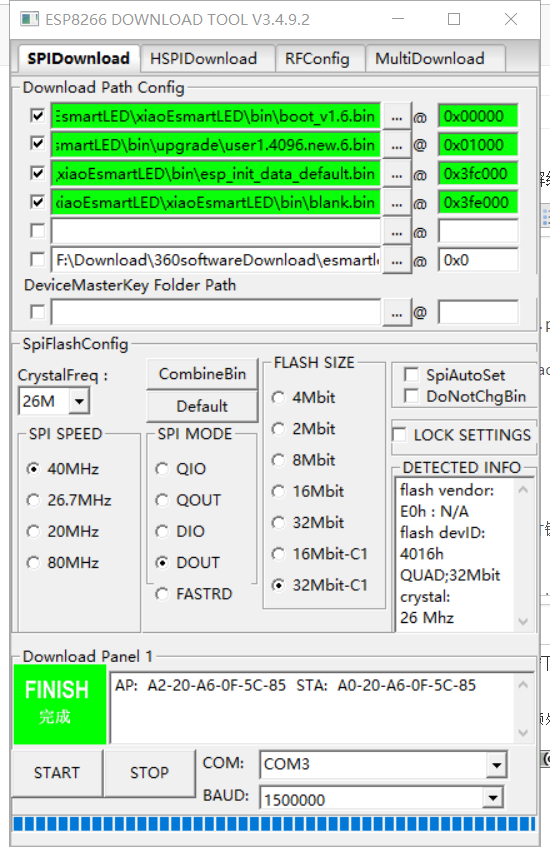 ESP8266 DOWNLOAD TOOL V3.4.9.2
SPIDownload HSPIDownload RFConfig MultiDownload
Download Path Config
EsmartLED\xiaoEsmartLED\bin\boot_v1.6.bin ... @ 0x00000
smartLED\bin\upgrade\user1.4096.new.6.bin ... @ 0x01000
xiaoEsmartLED\bin\esp_init_data_default.bin ... @ 0x3fc000
xiaoEsmartLED\xiaoEsmartLED\bin\blank.bin ... @ 0x3fe000
... @
F:\Download\360softwareDownload\esmartl ... @ 0x0
DeviceMasterKey Folder Path
... @
SpiFlashConfig
CrystalFreq :
26M
CombineBin
Default
SPI SPEED
40MHz
26.7MHz
20MHz
80MHz
SPI MODE
QIO
QOUT
DIO
DOUT
FASTRD
FLASH SIZE
4Mbit
2Mbit
8Mbit
16Mbit
32Mbit
16Mbit-C1
32Mbit-C1
SpiAutoSet
DoNotChgBin
LOCK SETTINGS
DETECTED INFO
flash vendor:
E0h : N/A
flash devID:
4016h
QUAD;32Mbit
crystal:
26 Mhz
Download Panel 1
FINISH
完成
AP: A2-20-A6-0F-5C-85 STA: A0-20-A6-0F-5C-85
START STOP
COM: COM3
BAUD: 1500000